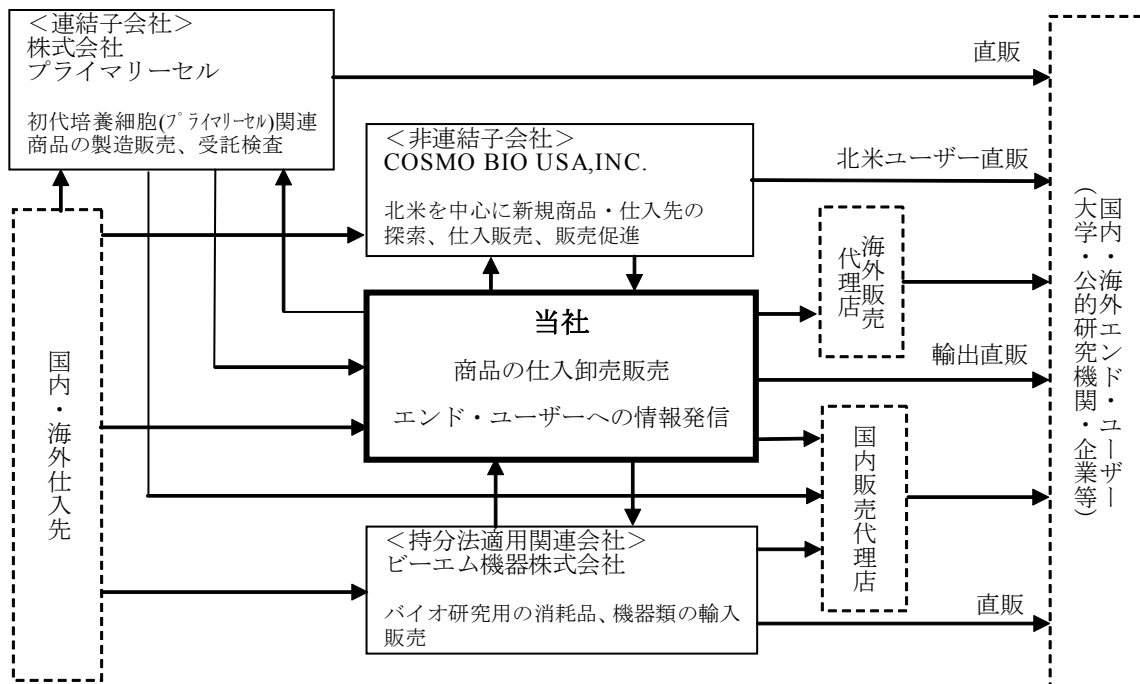 ＜連結子会社＞
株式会社
プライマリーセル
初代培養細胞(ﾌﾟﾗｲﾏﾘｰｾﾙ)関連
商品の製造販売、受託検査
直販
＜非連結子会社＞
COSMO BIO USA,INC.
北米を中心に新規商品・仕入先の
探索、仕入販売、販売促進
北米ユーザー直販
海外販売
代理店
国内・海外仕入先
当社
商品の仕入卸売販売
エンド・ユーザーへの情報発信
輸出直販
国内販売代理店
＜持分法適用関連会社＞
ビーエム機器株式会社
バイオ研究用の消耗品、機器類の輸入
販売
直販
国内・海外エンド・ユーザー
(大学・公的研究機関・企業等)